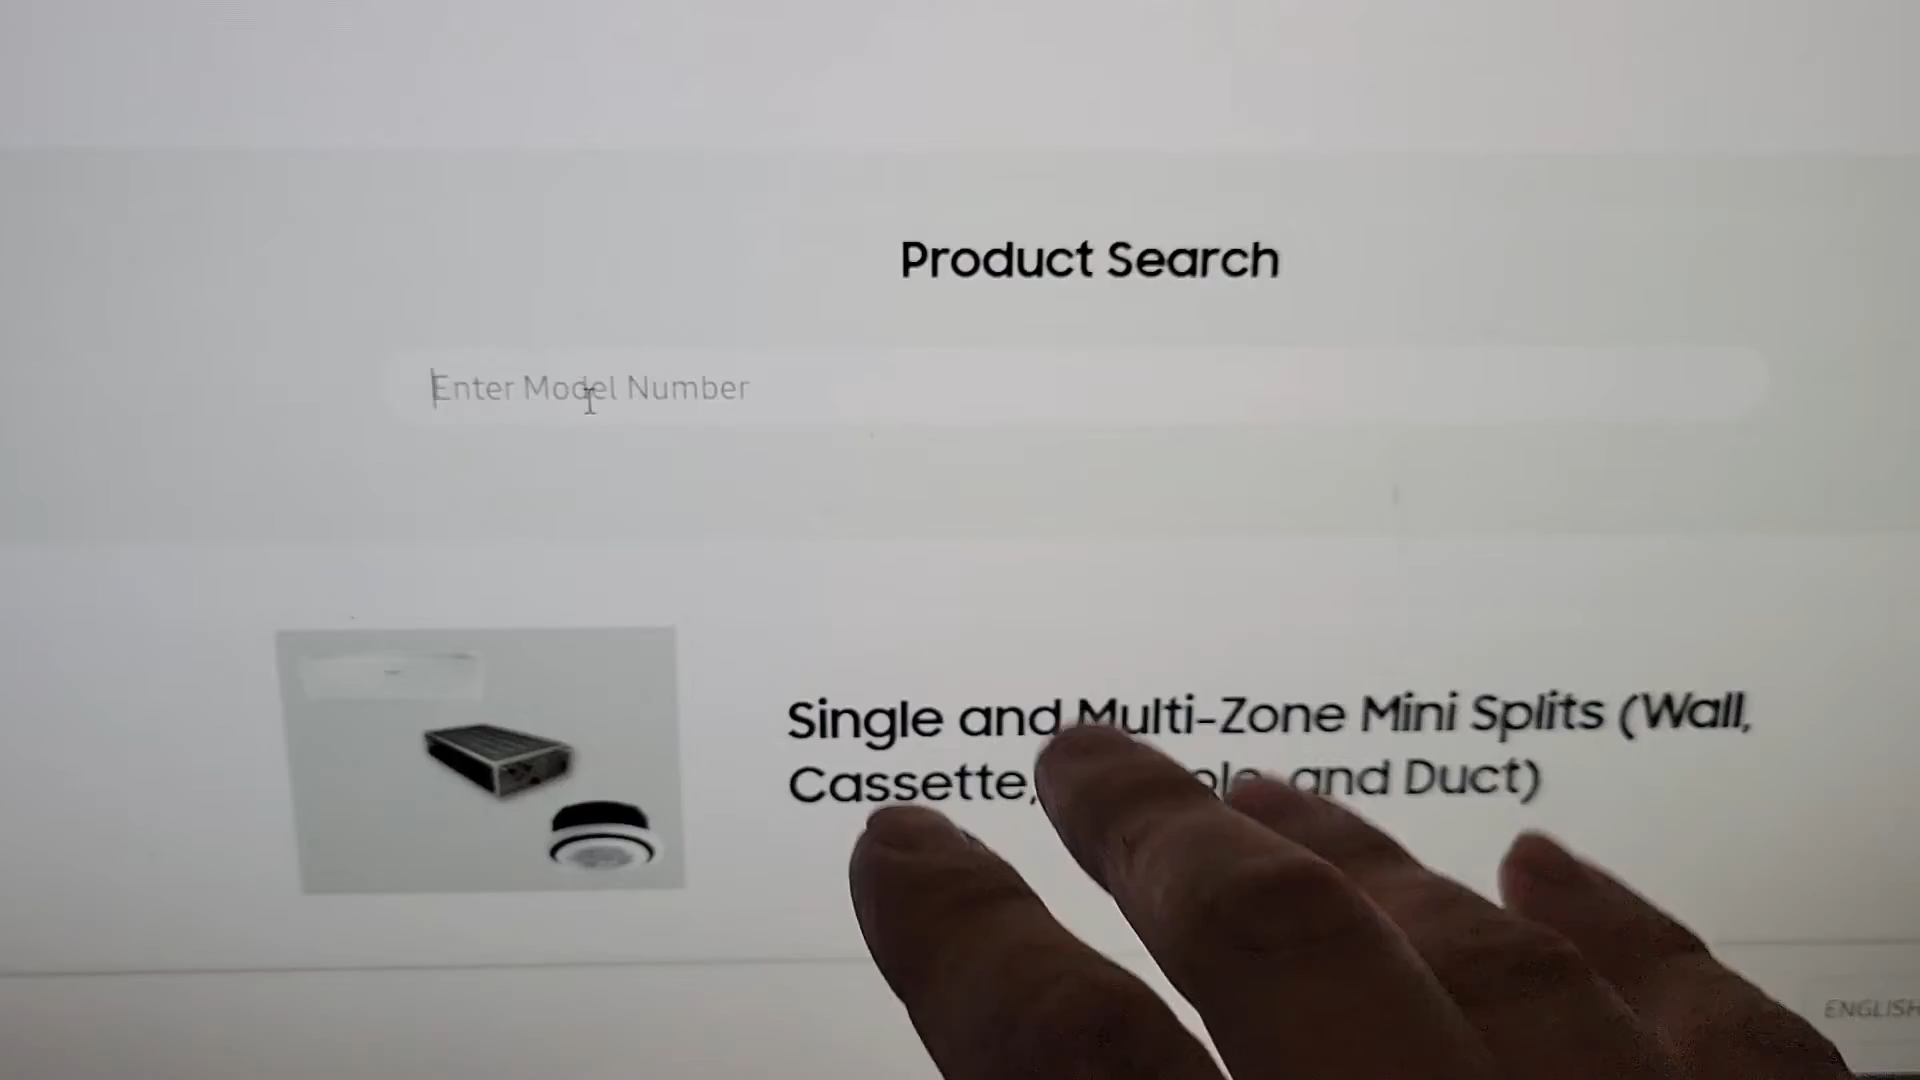 Product Search
Enter Model Number
Single and Multi-Zone Mini Splits (Wall,
Cassette, and Duct)
ENGLISH